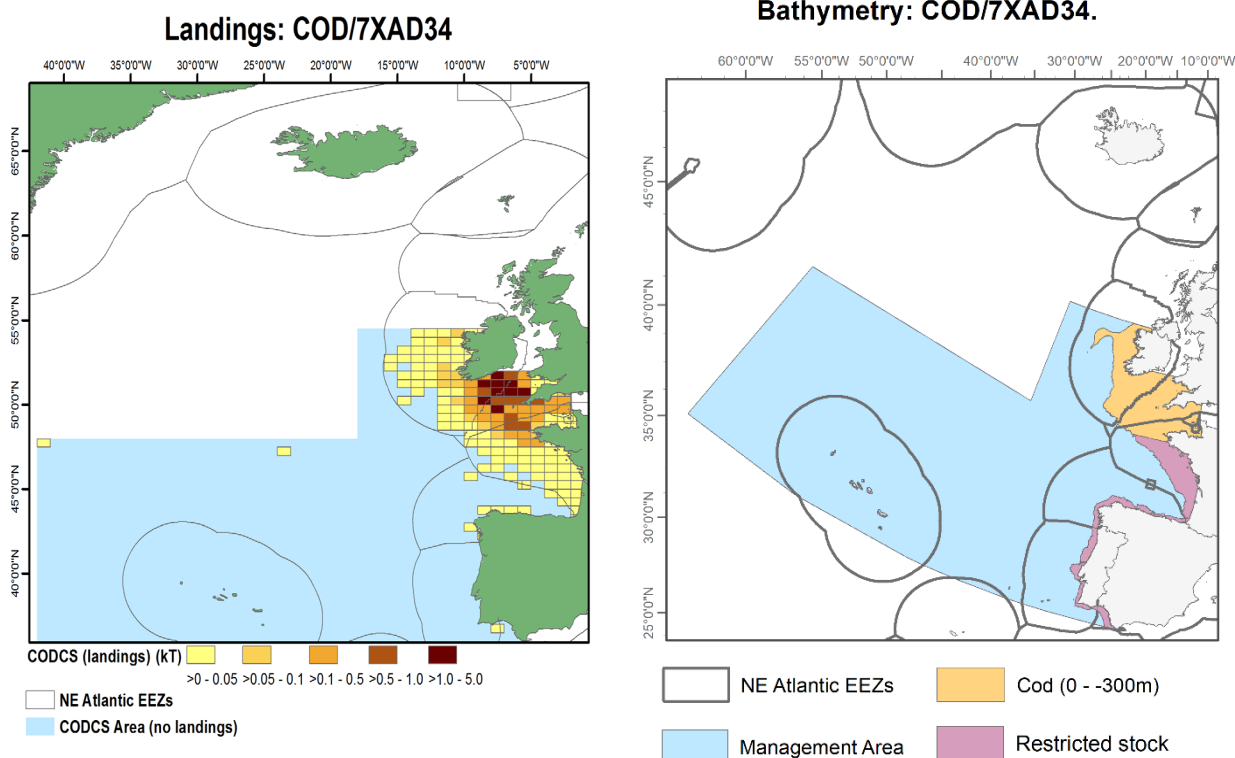 Landings: COD/7XAD34
40°0'0"W 35°0'0"W 30°0'0"W 25°0'0"W 20°0'0"W 15°0'0"W 10°0'0"W 5°0'0"W
65°0'0"N
60°0'0"N
55°0'0"N
50°0'0"N
45°0'0"N
40°0'0"N
CODCS (landings) (kT)
>0 - 0.05 >0.05 - 0.1 >0.1 - 0.5 >0.5 - 1.0 >1.0 - 5.0
NE Atlantic EEZs
CODCS Area (no landings)
Bathymetry: COD/7XAD34.
60°0'0"W 55°0'0"W 50°0'0"W 40°0'0"W 30°0'0"W 20°0'0"W 10°0'0"W
45°0'0"N
40°0'0"N
35°0'0"N
30°0'0"N
25°0'0"N
NE Atlantic EEZs
Cod (0 - -300m)
Management Area
Restricted stock